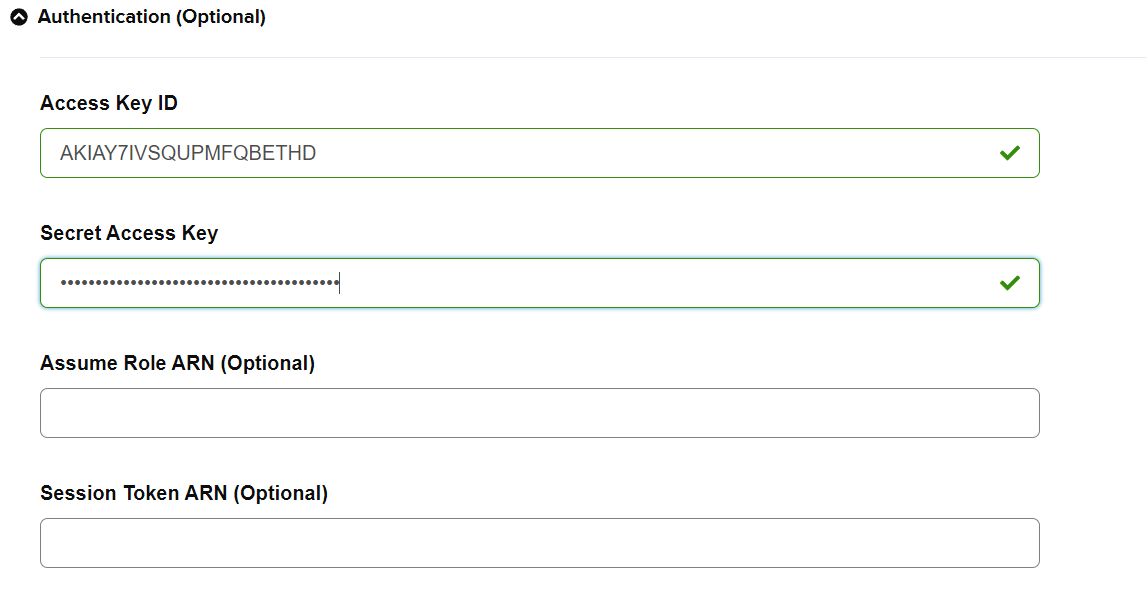 Authentication (Optional)
Access Key ID
AKIAY7IVSQUPMFQBETHD
Secret Access Key
••••••••••••••••••••••••••••••••••••••••
Assume Role ARN (Optional)
Session Token ARN (Optional)